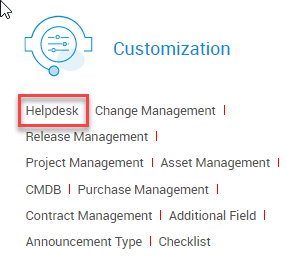 Customization
Helpdesk Change Management |
Release Management |
Project Management | Asset Management |
CMDB | Purchase Management |
Contract Management | Additional Field |
Announcement Type | Checklist